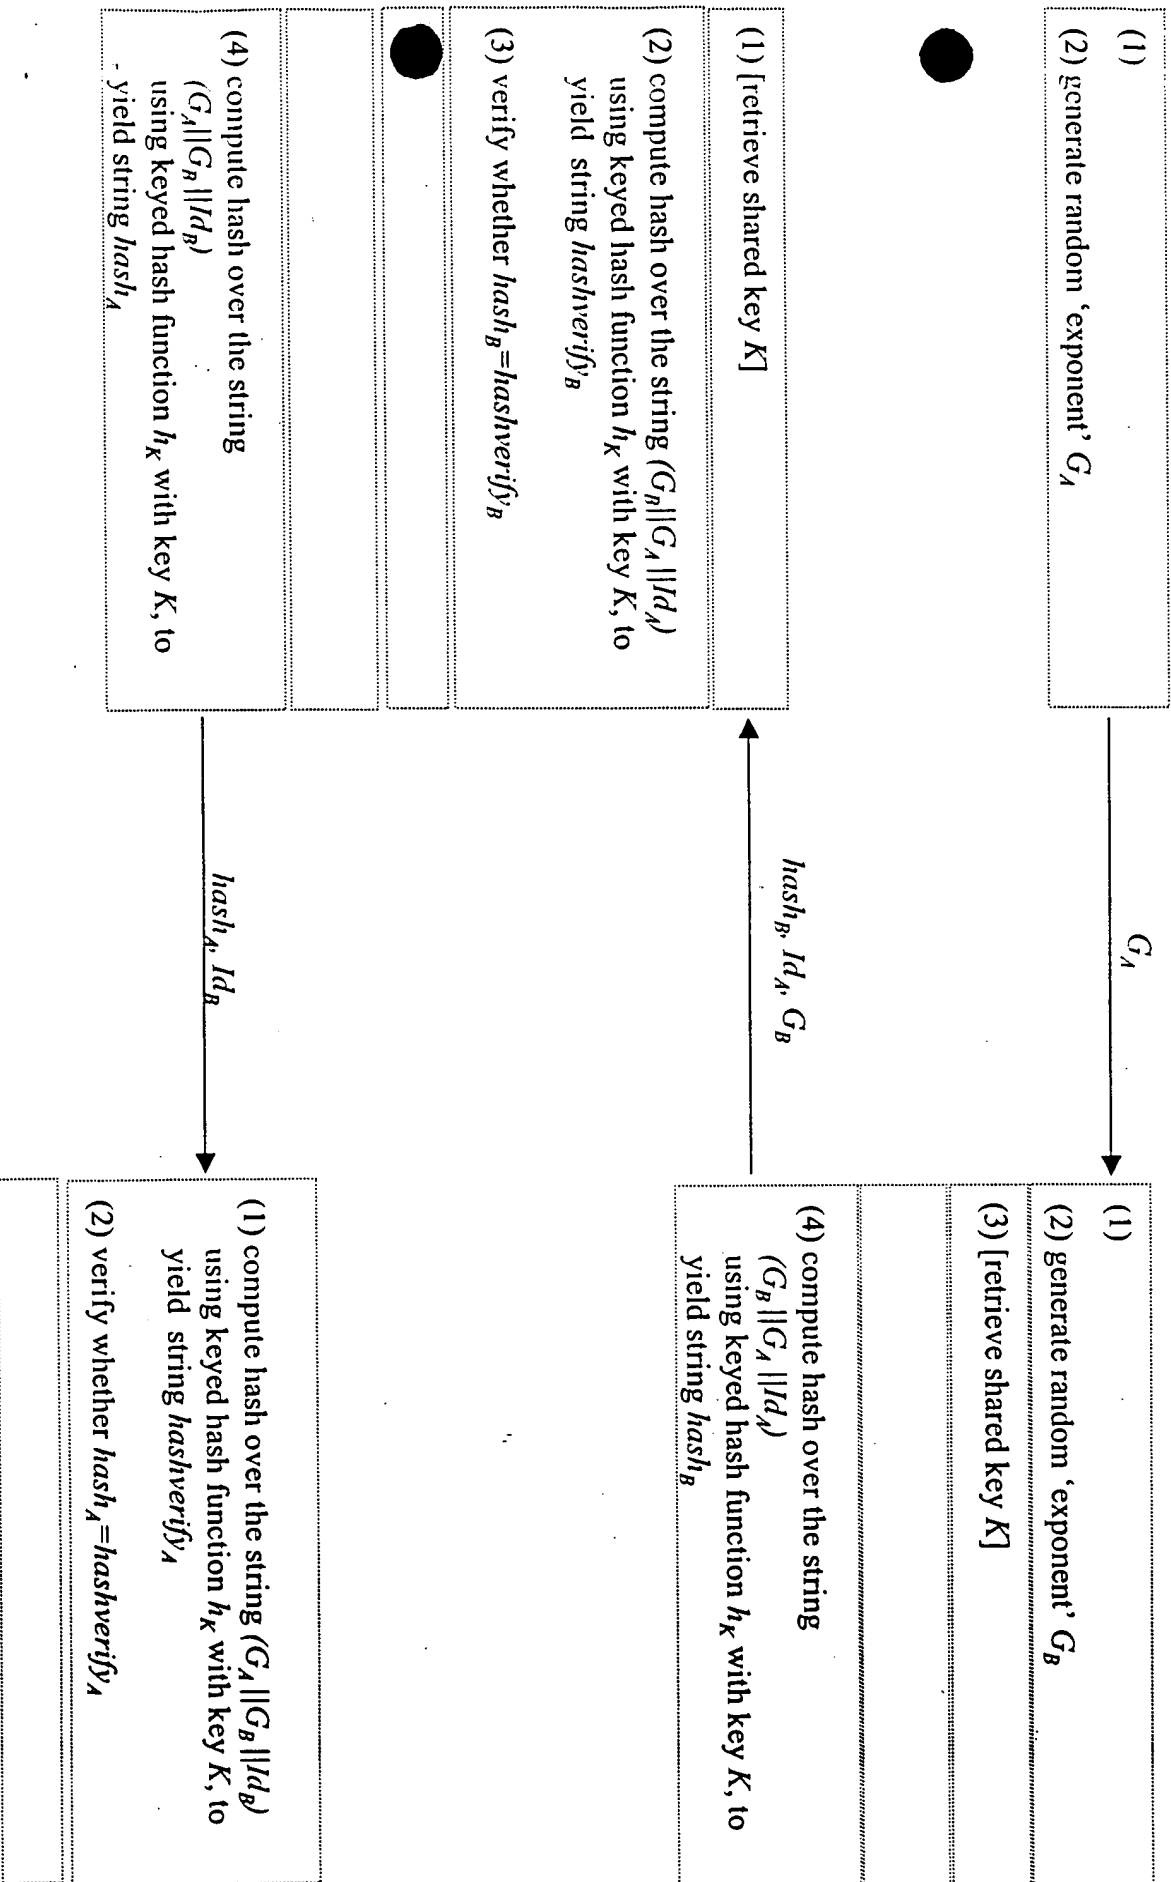 (1)
(2) generate random ‘exponent’ G_A
G_A
(1)
(2) generate random ‘exponent’ G_B
(3) [retrieve shared key K]
(4) compute hash over the string
(G_B||G_A||Id_A)
using keyed hash function h_K with key K, to
yield string hash_B
hash_B, Id_A, G_B
(1) [retrieve shared key K]
(2) compute hash over the string (G_B||G_A||Id_A)
using keyed hash function h_K with key K, to
yield string hashverify_B
(3) verify whether hash_B=hashverify_B
(4) compute hash over the string
(G_A||G_B||Id_B)
using keyed hash function h_K with key K, to
yield string hash_A
hash_A, Id_B
(1) compute hash over the string (G_A||G_B||Id_B)
using keyed hash function h_K with key K, to
yield string hashverify_A
(2) verify whether hash_A=hashverify_A